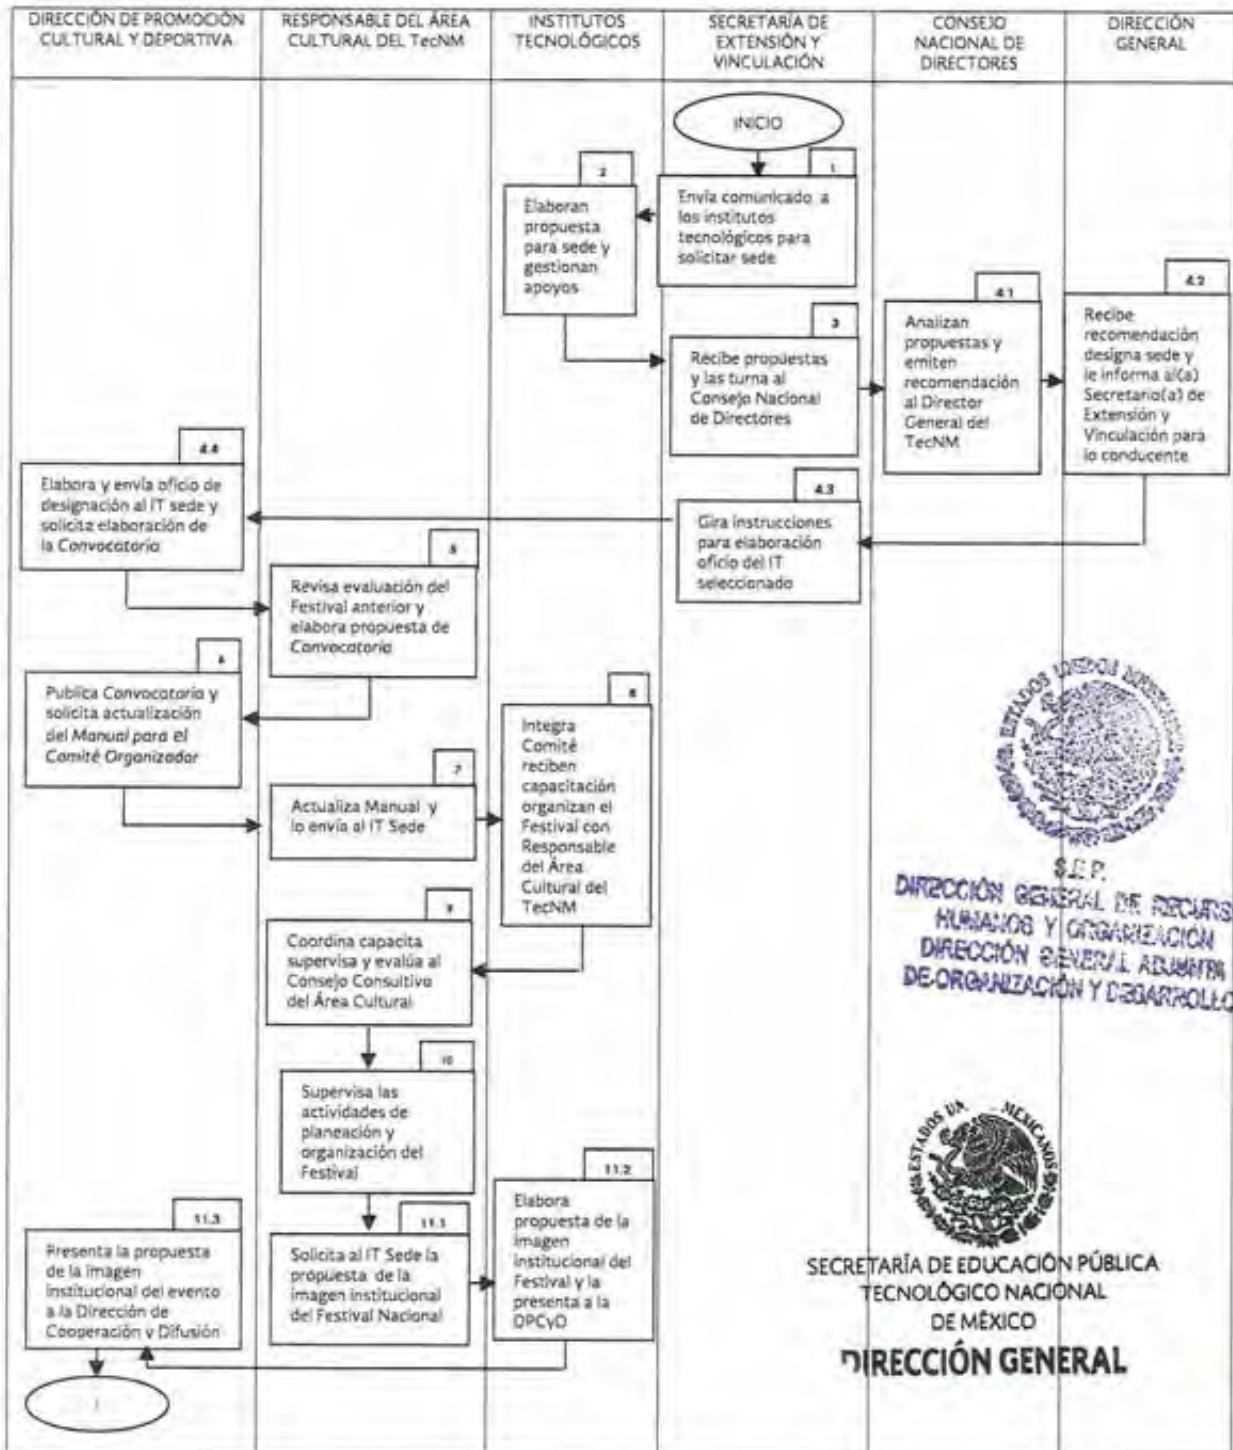 DIRECCIÓN DE PROMOCIÓN
CULTURAL Y DEPORTIVA
RESPONSABLE DEL ÁREA
CULTURAL DEL TecNM
INSTITUTOS
TECNOLÓGICOS
SECRETARÍA DE
EXTENSIÓN Y
VINCULACIÓN
CONSEJO
NACIONAL DE
DIRECTORES
DIRECCIÓN
GENERAL
INICIO
1
Envía comunicado a
los institutos
tecnológicos para
solicitar sede
2
Elaboran
propuesta
para sede y
gestionan
apoyos
3
Recibe propuestas
y las turna al
Consejo Nacional
de Directores
4.1
Analizan
propuestas y
emiten
recomendación
al Director
General del
TecNM
4.2
Recibe
recomendación
designa sede y
le informa al(a)
Secretario(a) de
Extensión y
Vinculación para
lo conducente
4.3
Gira instrucciones
para elaboración
oficio del IT
seleccionado
4.4
Elabora y envía oficio de
designación al IT sede y
solicita elaboración de
la Convocatoria
5
Revisa evaluación del
Festival anterior y
elabora propuesta de
Convocatoria
6
Publica Convocatoria y
solicita actualización
del Manual para el
Comité Organizador
7
Actualiza Manual y
lo envía al IT Sede
8
Integra
Comité
reciben
capacitación
organizan el
Festival con
Responsable
del Área
Cultural del
TecNM
9
Coordina capacita
supervisa y evalúa al
Consejo Consultivo
del Área Cultural
10
Supervisa las
actividades de
planeación y
organización del
Festival
11.1
Solicita al IT Sede la
propuesta de la
imagen institucional
del Festival Nacional
11.2
Elabora
propuesta de la
imagen
institucional del
Festival y la
presenta a la
DPCyD
11.3
Presenta la propuesta
de la imagen
institucional del evento
a la Dirección de
Cooperación y Difusión
ESTADOS UNIDOS
S.E.P.
DIRECCIÓN GENERAL DE RECURS
HUMANOS Y ORGANIZACIÓN
DIRECCIÓN GENERAL ADJUNTA
DE ORGANIZACIÓN Y DESARROLLO
ESTADOS UN MEXICANOS
SECRETARÍA DE EDUCACIÓN PÚBLICA
TECNOLÓGICO NACIONAL
DE MÉXICO
DIRECCIÓN GENERAL